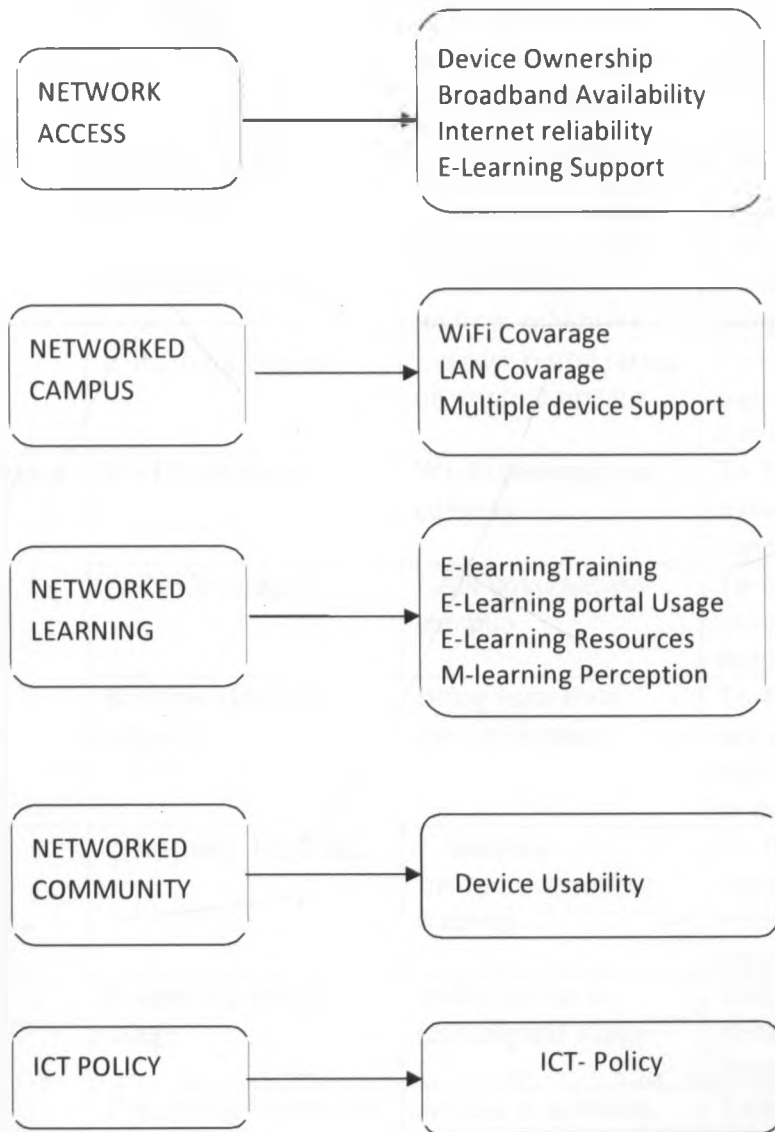 NETWORK
ACCESS
Device Ownership
Broadband Availability
Internet reliability
E-Learning Support
NETWORKED
CAMPUS
WiFi Covarage
LAN Covarage
Multiple device Support
NETWORKED
LEARNING
E-learningTraining
E-Learning portal Usage
E-Learning Resources
M-learning Perception
NETWORKED
COMMUNITY
Device Usability
ICT POLICY
ICT- Policy